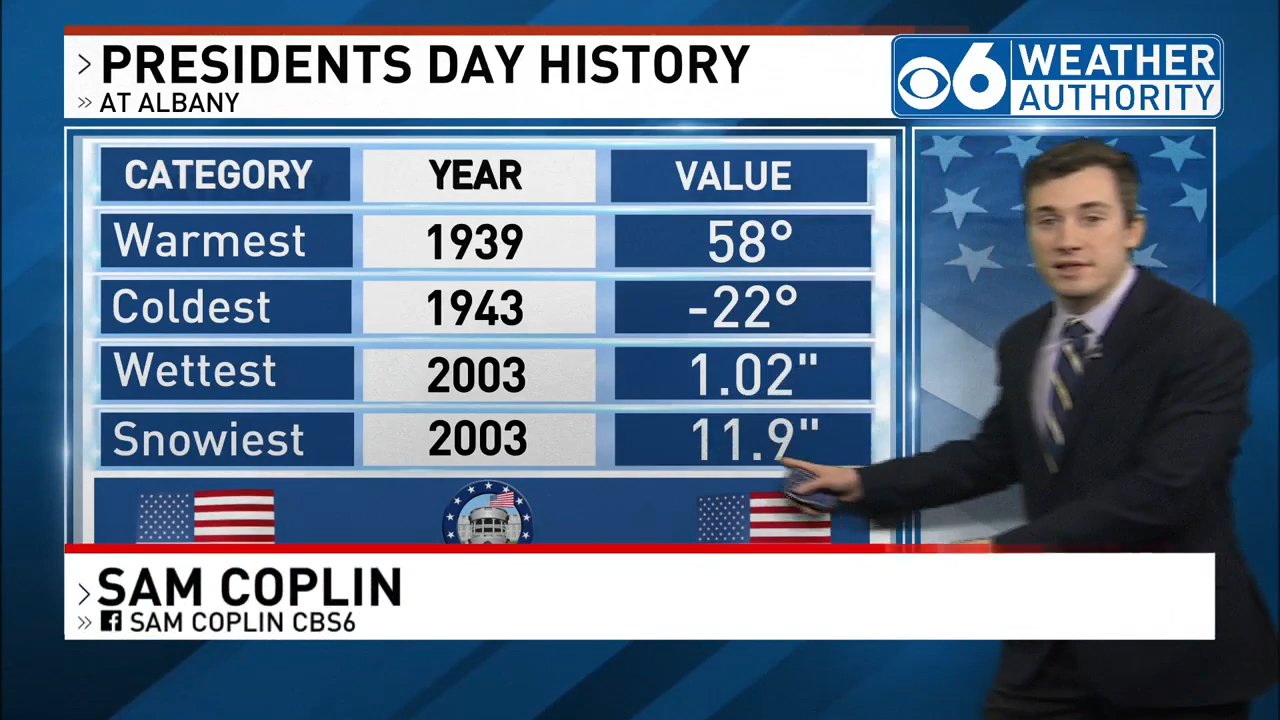 PRESIDENTS DAY HISTORY
AT ALBANY
6 WEATHER
AUTHORITY
CATEGORY YEAR VALUE
Warmest 1939 58°
Coldest 1943 -22°
Wettest 2003 1.02"
Snowiest 2003 11.9"
SAM COPLIN
f SAM COPLIN CBS6